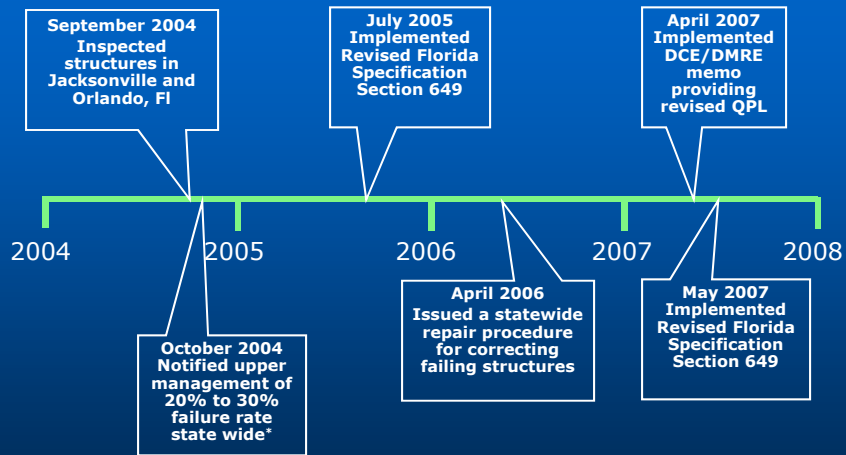 September 2004
Inspected
structures in
Jacksonville and
Orlando, Fl
July 2005
Implemented
Revised Florida
Specification
Section 649
April 2007
Implemented
DCE/DMRE
memo
providing
revised QPL
2004
2005
2006
2007
2008
October 2004
Notified upper
management of
20% to 30%
failure rate
state wide*
April 2006
Issued a statewide
repair procedure
for correcting
failing structures
May 2007
Implemented
Revised Florida
Specification
Section 649